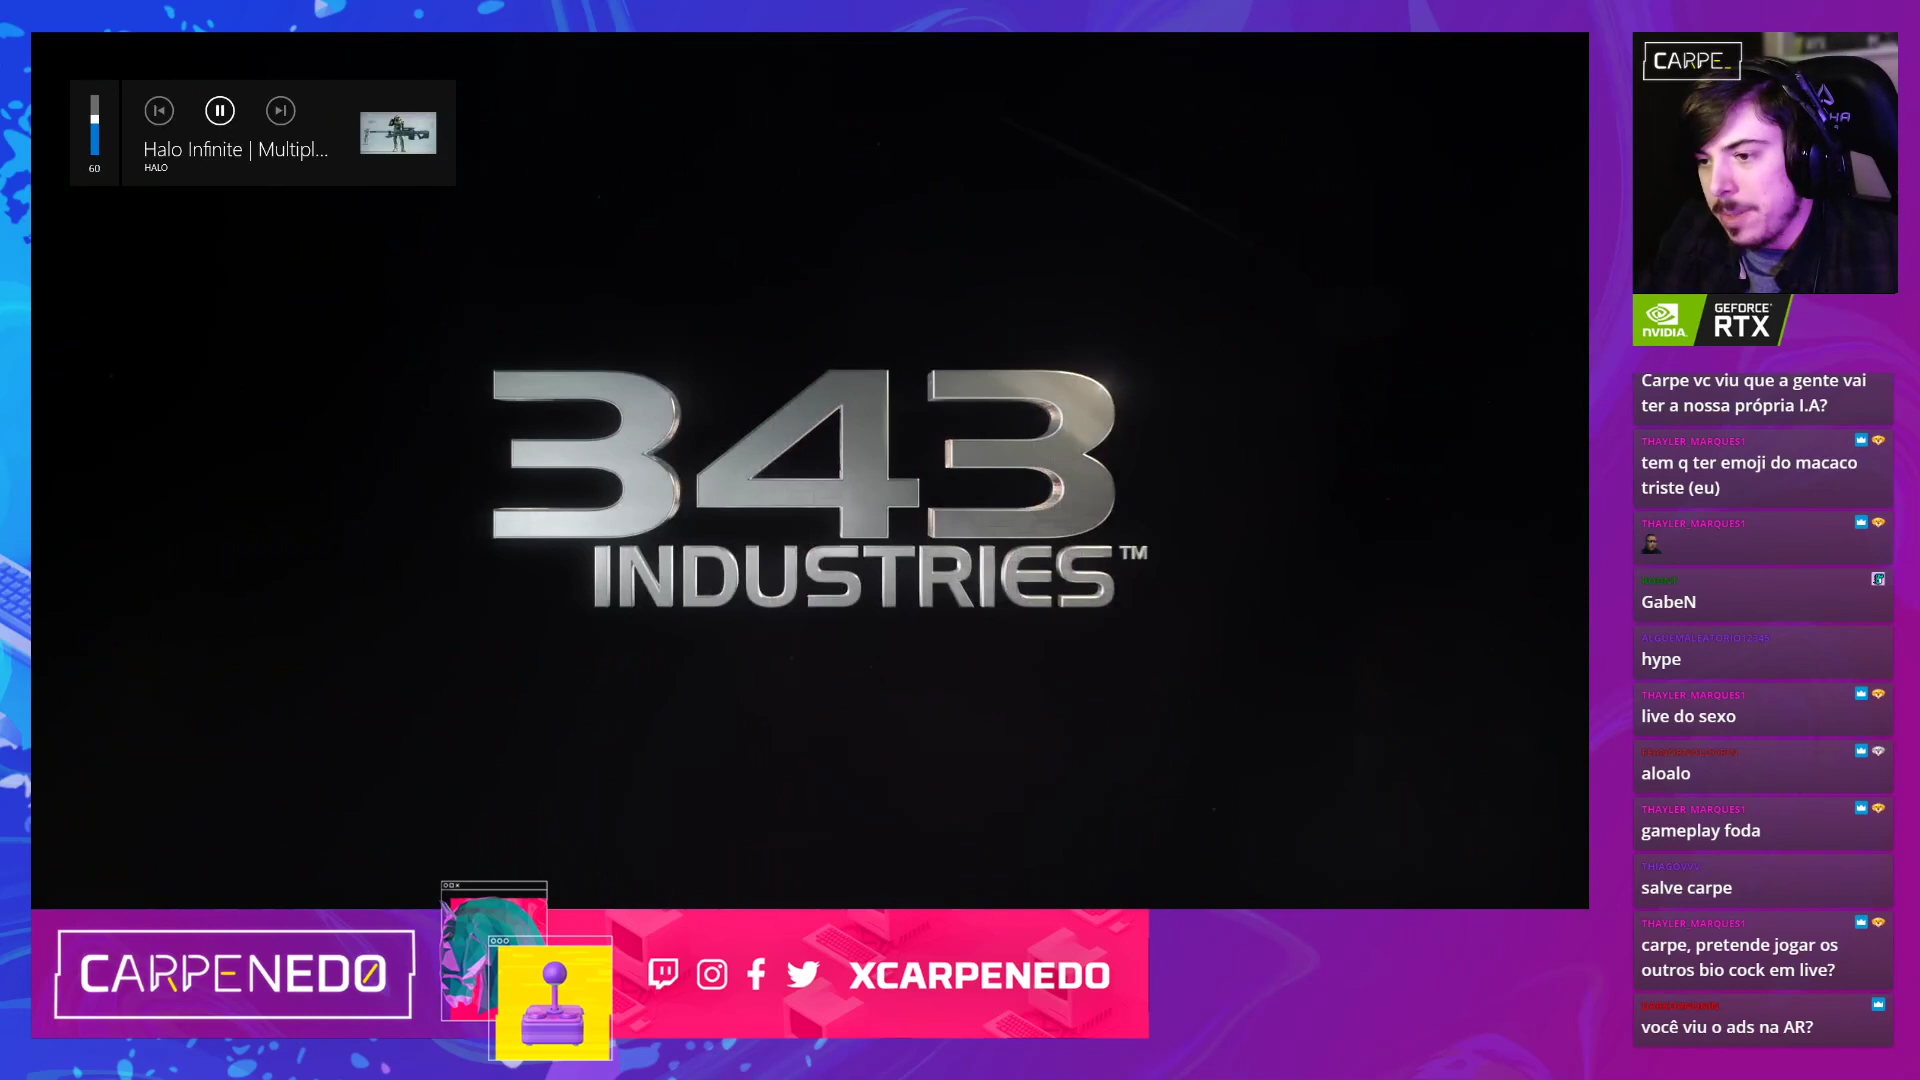 60
Halo Infinite | Multipl...
HALO
343
INDUSTRIES™
CARPE_
NVIDIA.
GEFORCE
RTX
Carpe vc viu que a gente vai
ter a nossa própria I.A?
THAYLER_MARQUES1
tem q ter emoji do macaco
triste (eu)
THAYLER_MARQUES1
GabeN
ALGUEMALEATORIO12345
hype
THAYLER_MARQUES1
live do sexo
aloalo
THAYLER_MARQUES1
gameplay foda
THIAGOVVV
salve carpe
THAYLER_MARQUES1
carpe, pretende jogar os
outros bio cock em live?
você viu o ads na AR?
CARPENEDO
XCARPENEDO